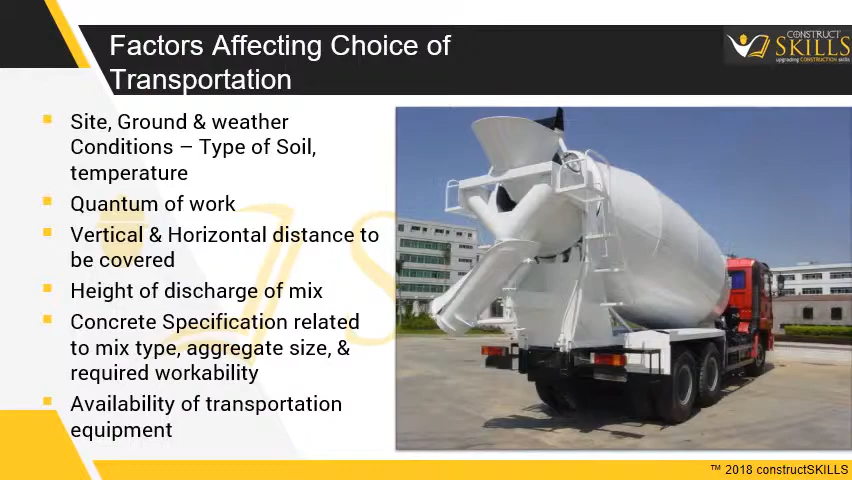 Factors Affecting Choice of
Transportation
CONSTRUCT
SKILLS
upgrading CONSTRUCTION skills
Site, Ground & weather
Conditions – Type of Soil,
temperature
Quantum of work
Vertical & Horizontal distance to
be covered
Height of discharge of mix
Concrete Specification related
to mix type, aggregate size, &
required workability
Availability of transportation
equipment
™ 2018 constructSKILLS